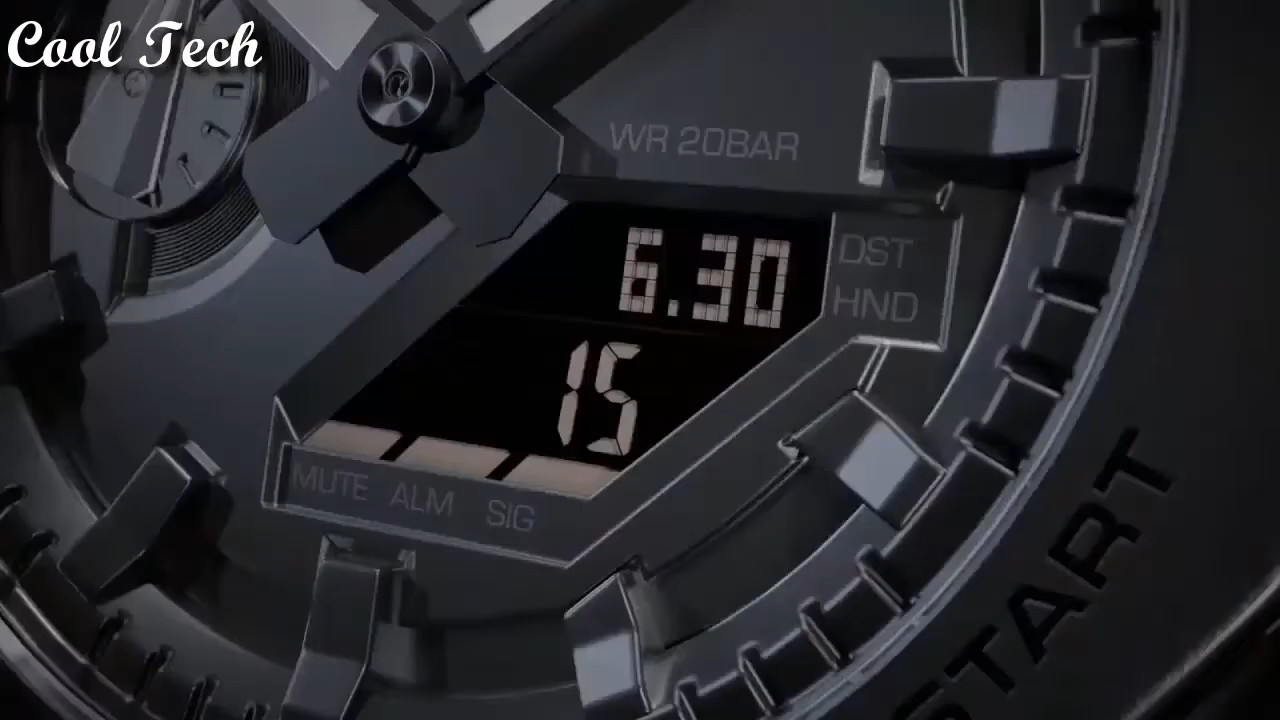 Cool Tech
WR 20BAR
6.30
DST
HND
15
MUTE ALM SIG
START